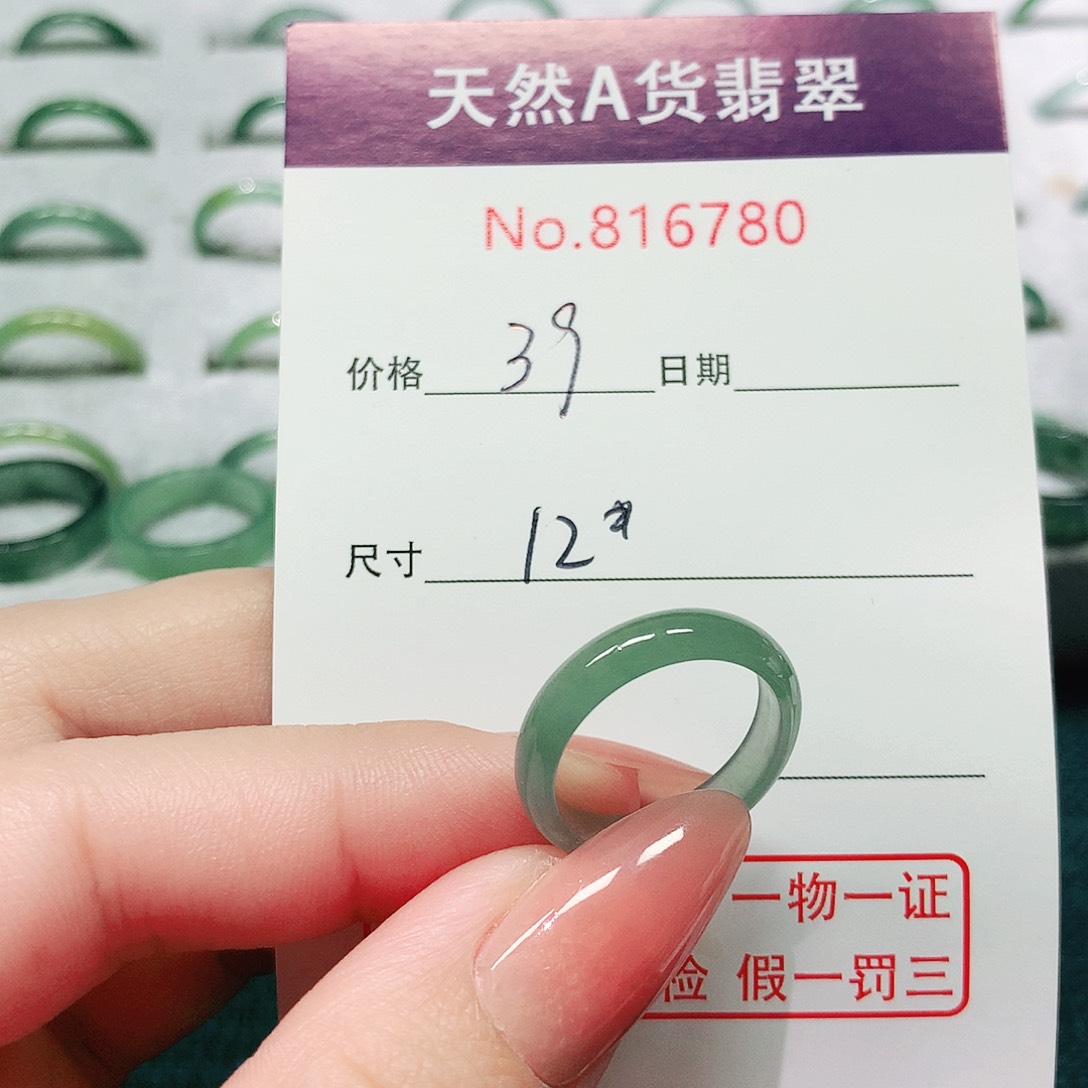 天然A货翡翠
No.816780
价格 39 日期
尺寸 12#
一物一证
检 假一罚三